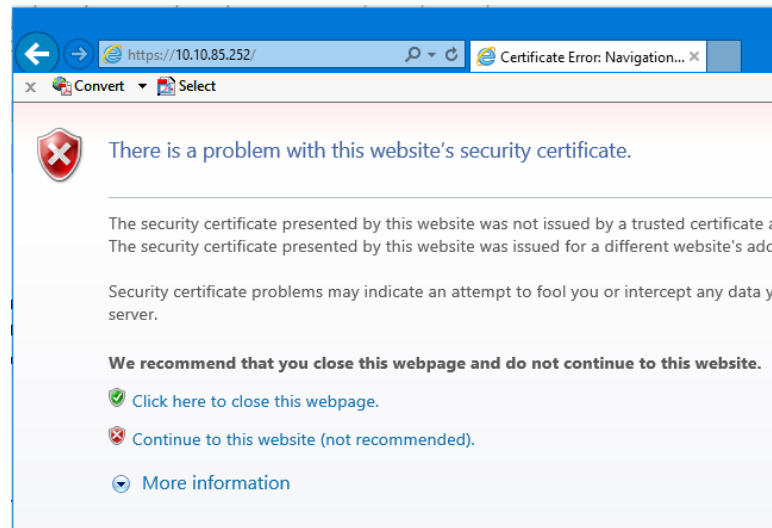 https://10.10.85.252/
Certificate Error: Navigation...
x Convert Select
There is a problem with this website's security certificate.
The security certificate presented by this website was not issued by a trusted certificate
The security certificate presented by this website was issued for a different website's
Security certificate problems may indicate an attempt to fool you or intercept any data
server.
We recommend that you close this webpage and do not continue to this website.
Click here to close this webpage.
Continue to this website (not recommended).
More information